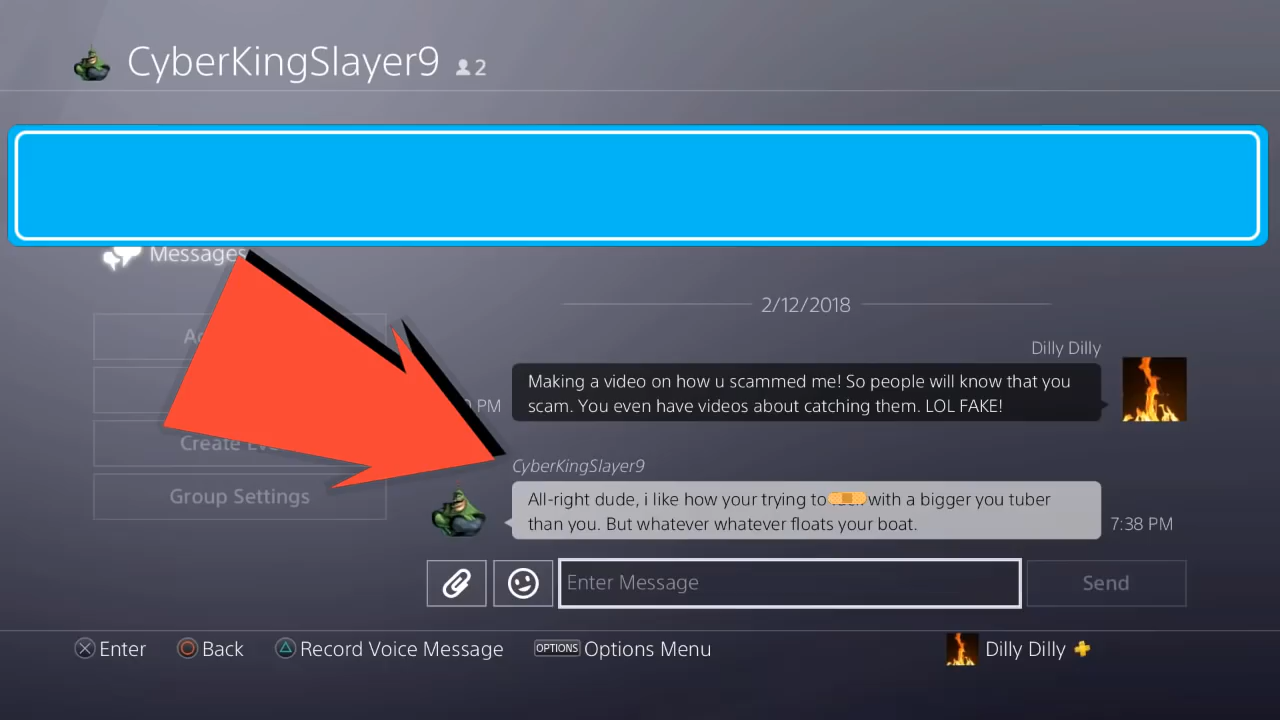 CyberKingSlayer9 2
Messages
2/12/2018
Dilly Dilly
Making a video on how u scammed me! So people will know that you
scam. You even have videos about catching them. LOL FAKE!
PM
Create
CyberKingSlayer9
All-right dude, i like how your trying to with a bigger you tuber
than you. But whatever whatever floats your boat.
7:38 PM
Group Settings
Enter Message
Send
Enter
Back
Record Voice Message
OPTIONS Options Menu
Dilly Dilly